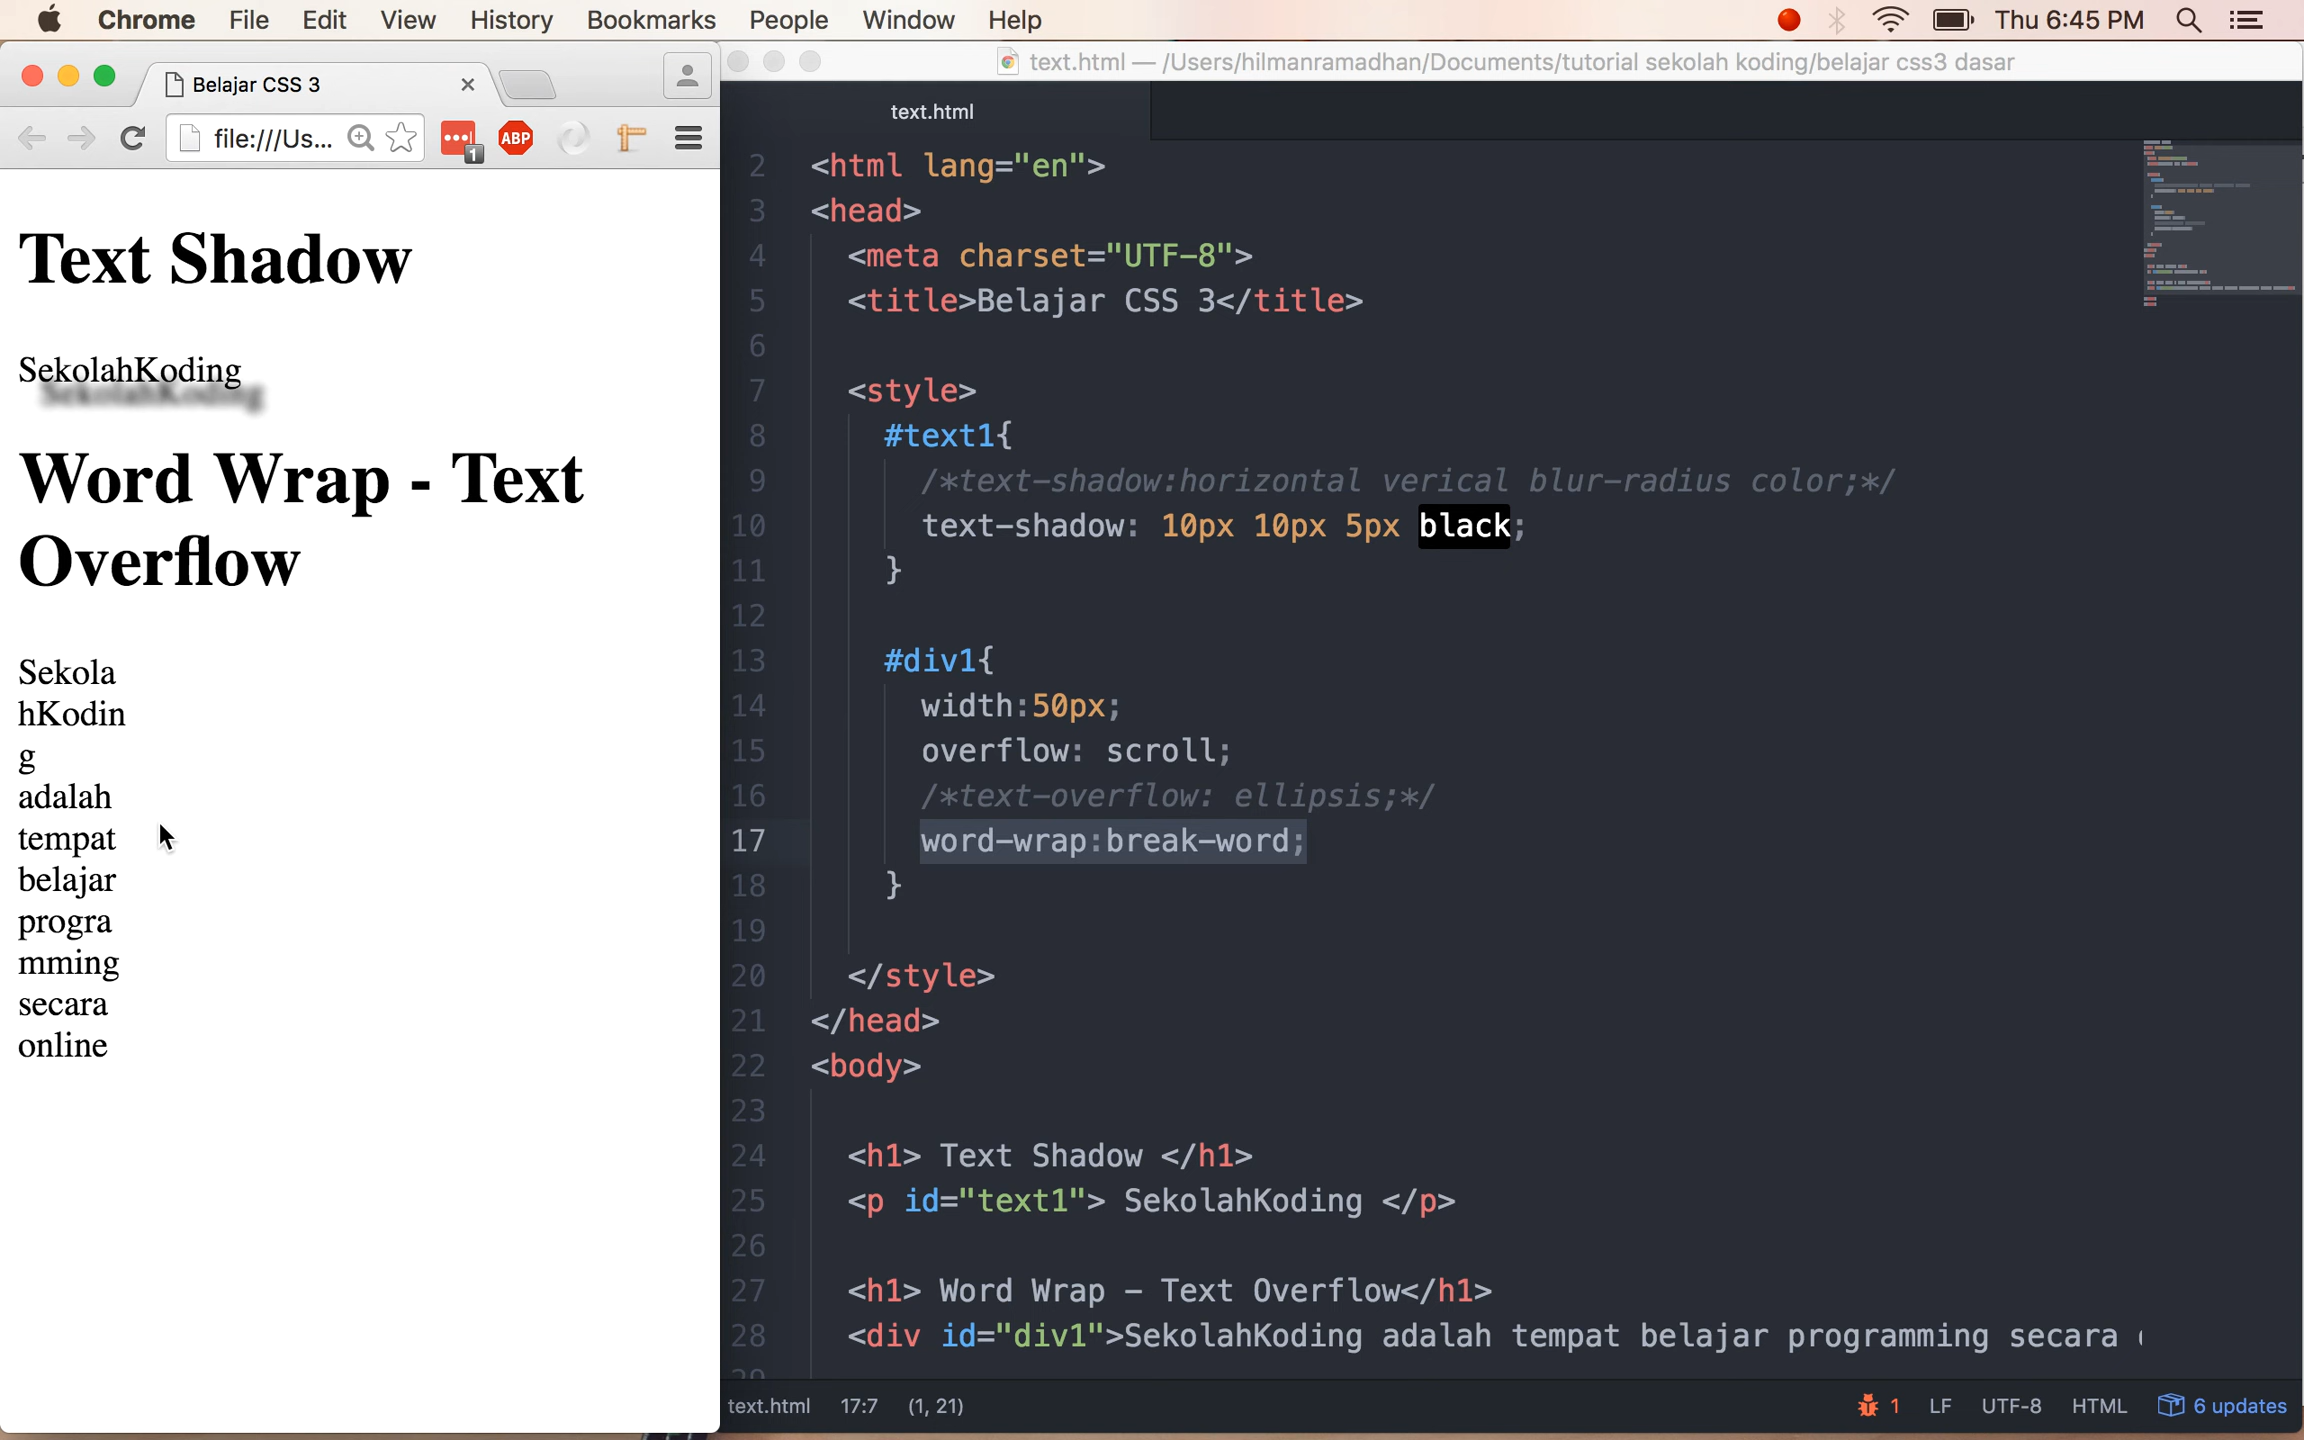 Chrome File Edit View History Bookmarks People Window Help Thu 6:45 PM
Belajar CSS 3
file:///Us...
1
ABP
Text Shadow
SekolahKoding
SekolahKoding
Word Wrap - Text
Overflow
Sekola
hKodin
g
adalah
tempat
belajar
progra
mming
secara
online
text.html — /Users/hilmanramadhan/Documents/tutorial sekolah koding/belajar css3 dasar
text.html
2 <html lang="en">
3 <head>
4 <meta charset="UTF-8">
5 <title>Belajar CSS 3</title>
6
7 <style>
8 #text1{
9 /*text-shadow:horizontal verical blur-radius color;*/
10 text-shadow: 10px 10px 5px black;
11 }
12
13 #div1{
14 width:50px;
15 overflow: scroll;
16 /*text-overflow: ellipsis;*/
17 word-wrap:break-word;
18 }
19
20 </style>
21 </head>
22 <body>
23
24 <h1> Text Shadow </h1>
25 <p id="text1"> SekolahKoding </p>
26
27 <h1> Word Wrap - Text Overflow</h1>
28 <div id="div1">SekolahKoding adalah tempat belajar programming secara
text.html 17:7 (1, 21) 1 LF UTF-8 HTML 6 updates